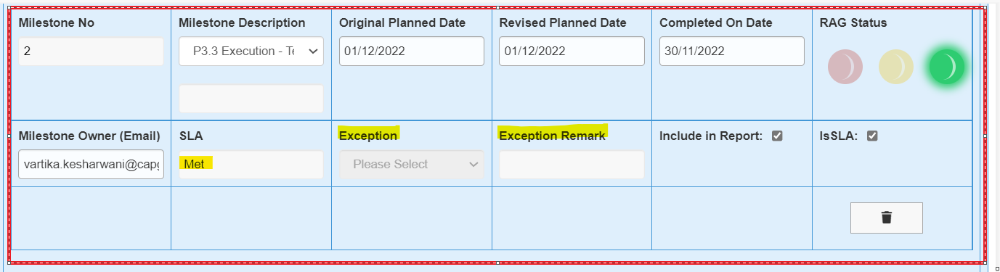 Milestone No
Milestone Description
Original Planned Date
Revised Planned Date
Completed On Date
RAG Status
2
P3.3 Execution - Te
01/12/2022
01/12/2022
30/11/2022
Milestone Owner (Email)
SLA
Exception
Exception Remark
Include in Report:
IsSLA:
vartika.kesharwani@capg
Met
Please Select